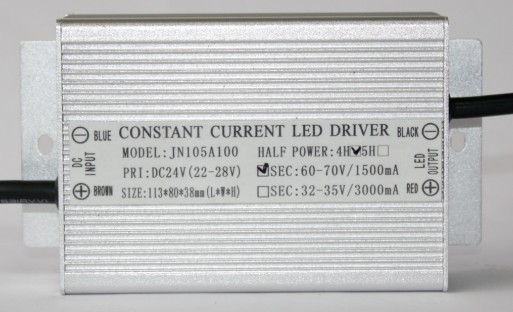 BLUE CONSTANT CURRENT LED DRIVER BLACK
MODEL:JN105A100 HALF POWER:4H✓5H□
DC INPUT
PRI:DC24V(22-28V) ☑SEC:60-70V/1500mA
LED OUTPUT
BROWN SIZE:113*80*38mm(L*W*H) □SEC:32-35V/3000mA RED